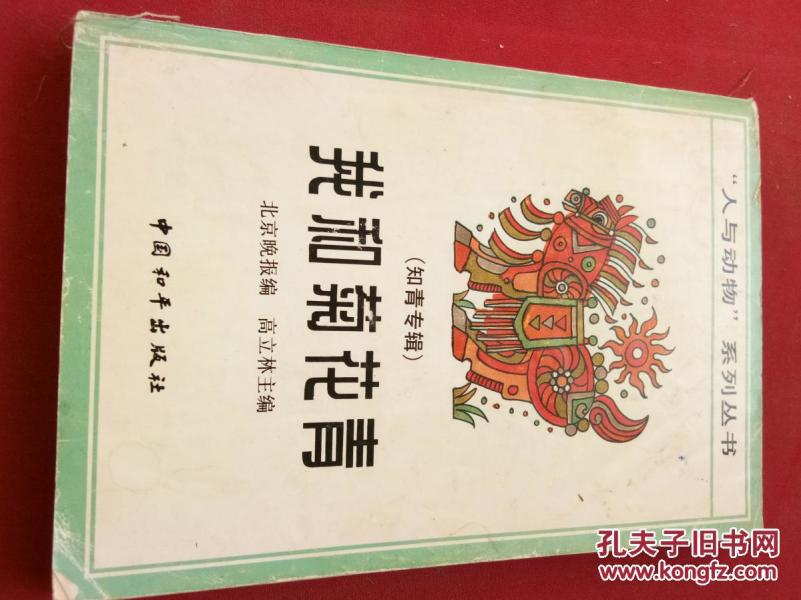 “人与动物”系列丛书
(知青专辑)
我和菊花青
北京晚报编 高立林主编
中国和平出版社
孔夫子旧书网
www.kongfz.com